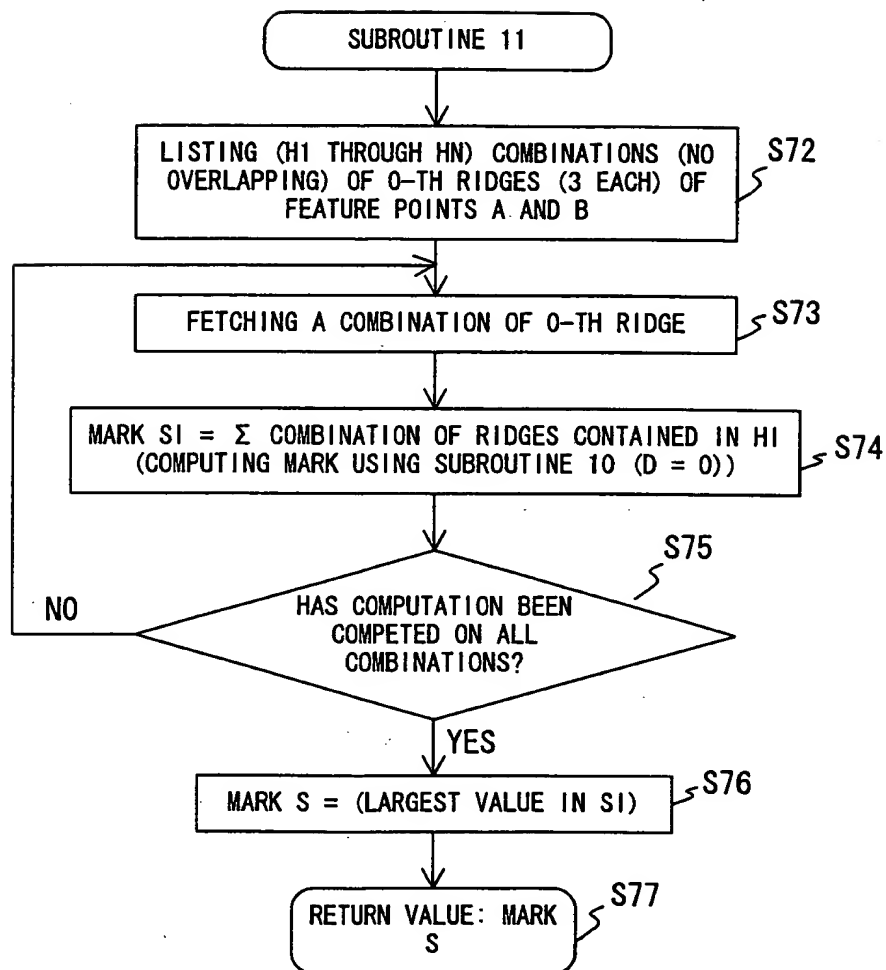 SUBROUTINE 11
LISTING (H1 THROUGH HN) COMBINATIONS (NO
OVERLAPPING) OF 0-TH RIDGES (3 EACH) OF
FEATURE POINTS A AND B
S72
FETCHING A COMBINATION OF 0-TH RIDGE
S73
MARK SI = Σ COMBINATION OF RIDGES CONTAINED IN HI
(COMPUTING MARK USING SUBROUTINE 10 (D = 0))
S74
S75
HAS COMPUTATION BEEN
COMPETED ON ALL
COMBINATIONS?
NO
YES
MARK S = (LARGEST VALUE IN SI)
S76
RETURN VALUE: MARK
S
S77